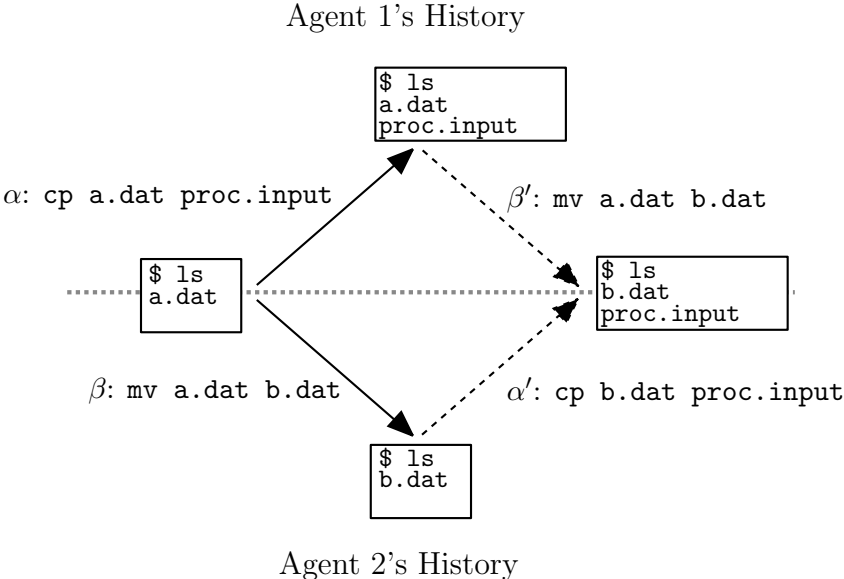 Agent 1's History
$ ls
a.dat
proc.input
α: cp a.dat proc.input
β′: mv a.dat b.dat
$ ls
a.dat
$ ls
b.dat
proc.input
β: mv a.dat b.dat
α′: cp b.dat proc.input
$ ls
b.dat
Agent 2's History